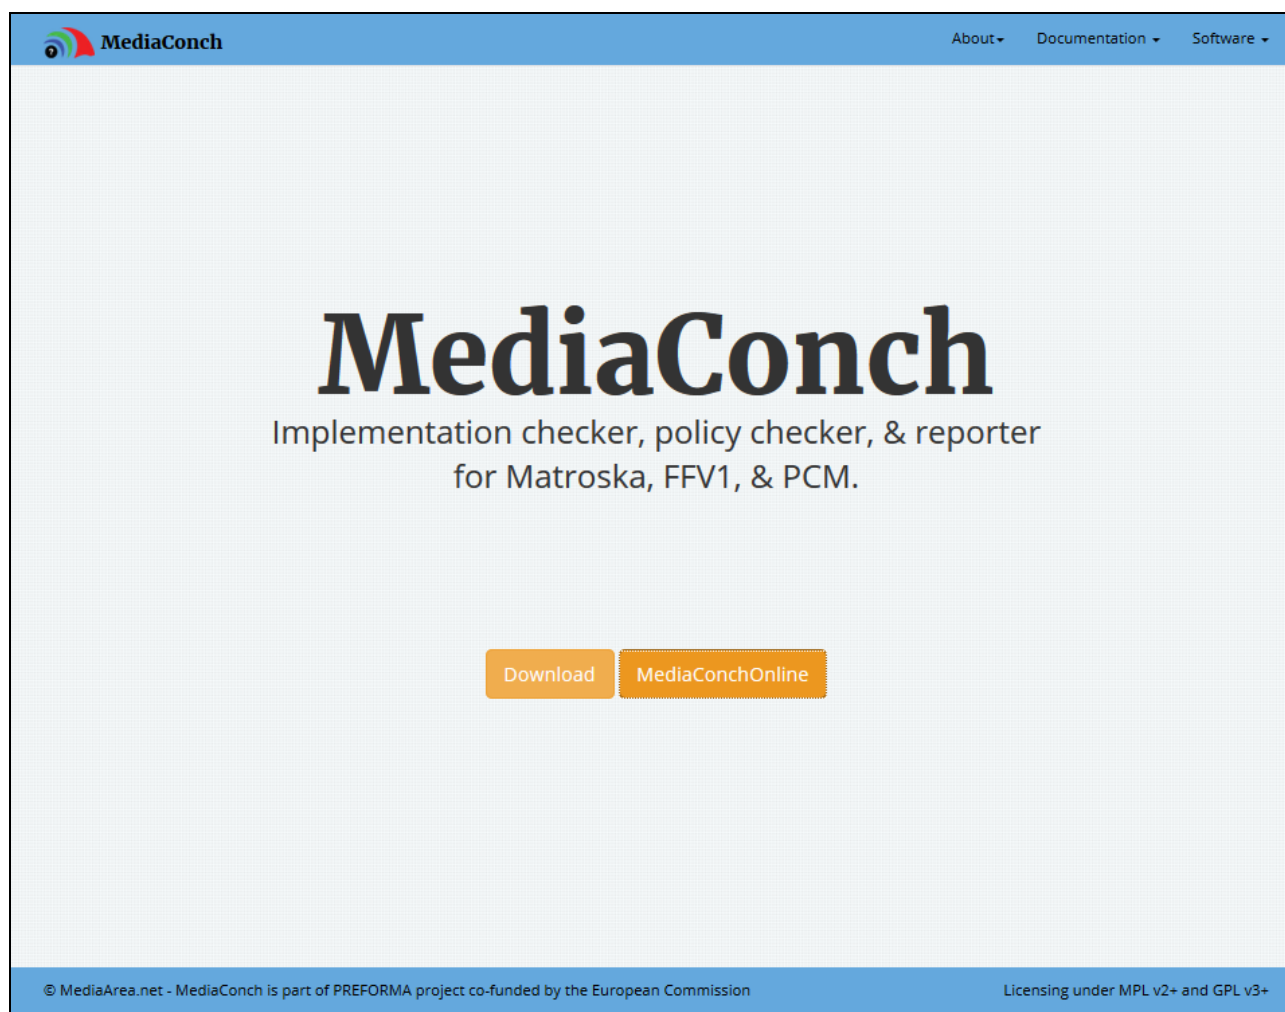 MediaConch
About
Documentation
Software
MediaConch
Implementation checker, policy checker, & reporter
for Matroska, FFV1, & PCM.
Download
MediaConchOnline
© MediaArea.net - MediaConch is part of PREFORMA project co-funded by the European Commission
Licensing under MPL v2+ and GPL v3+